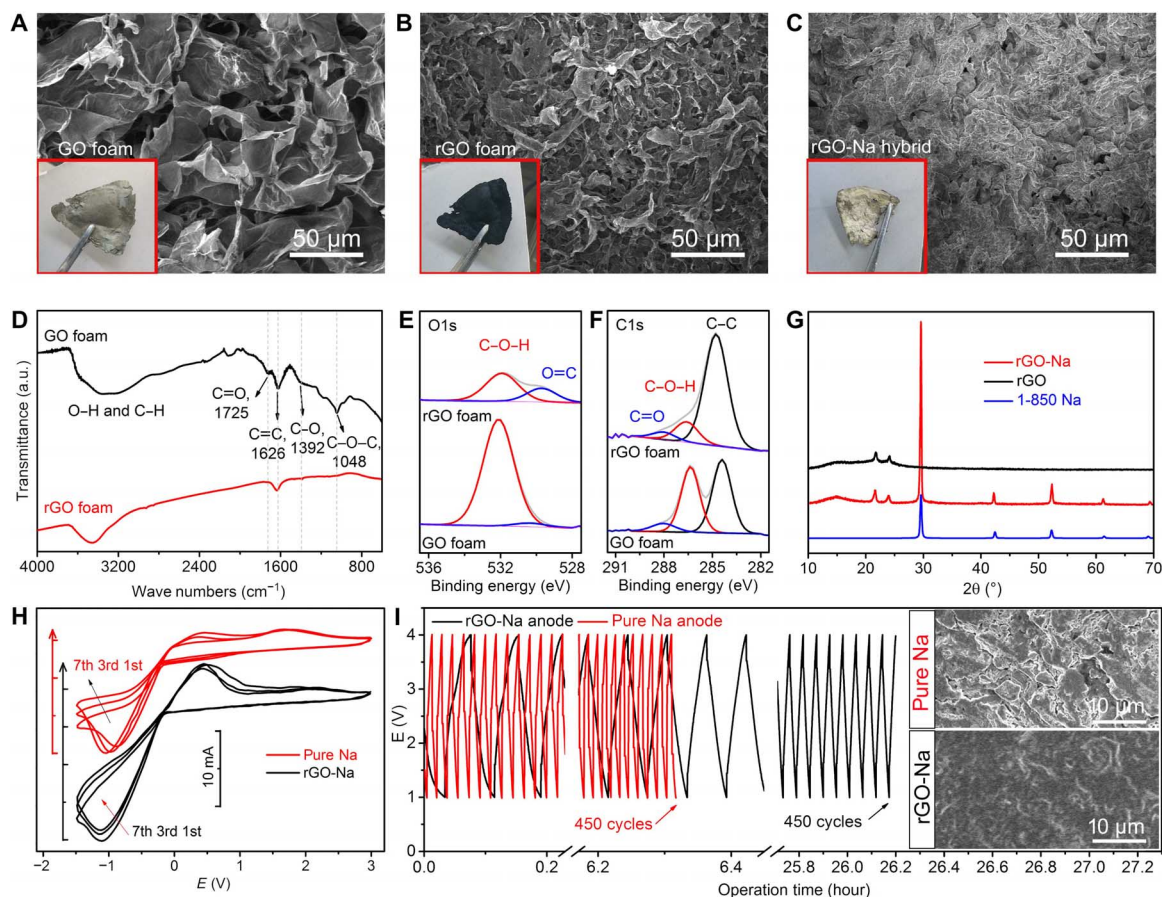 A
GO foam
50 μm
B
rGO foam
50 μm
C
rGO-Na hybrid
50 μm
D
GO foam
O–H and C–H
C=O,
1725
C=C,
1626
C–O,
1392
C–O–C,
1048
rGO foam
Transmittance (a.u.)
4000 3200 2400 1600 800
Wave numbers (cm−1)
E
O1s
C–O–H
O=C
rGO foam
GO foam
536 532 528
Binding energy (eV)
F
C1s
C–C
C–O–H
C=O
rGO foam
GO foam
291 288 285 282
Binding energy (eV)
G
rGO-Na
rGO
1-850 Na
10 20 30 40 50 60 70
2θ (°)
H
7th 3rd 1st
10 mA
Pure Na
rGO-Na
7th 3rd 1st
−2 −1 0 1 2 3
E (V)
I
rGO-Na anode
Pure Na anode
E (V)
5
4
3
2
1
0
450 cycles
450 cycles
0.0 0.2 6.2 6.4 25.8 26.0 26.2 26.4 26.6 26.8 27.0 27.2
Operation time (hour)
Pure Na
10 μm
rGO-Na
10 μm